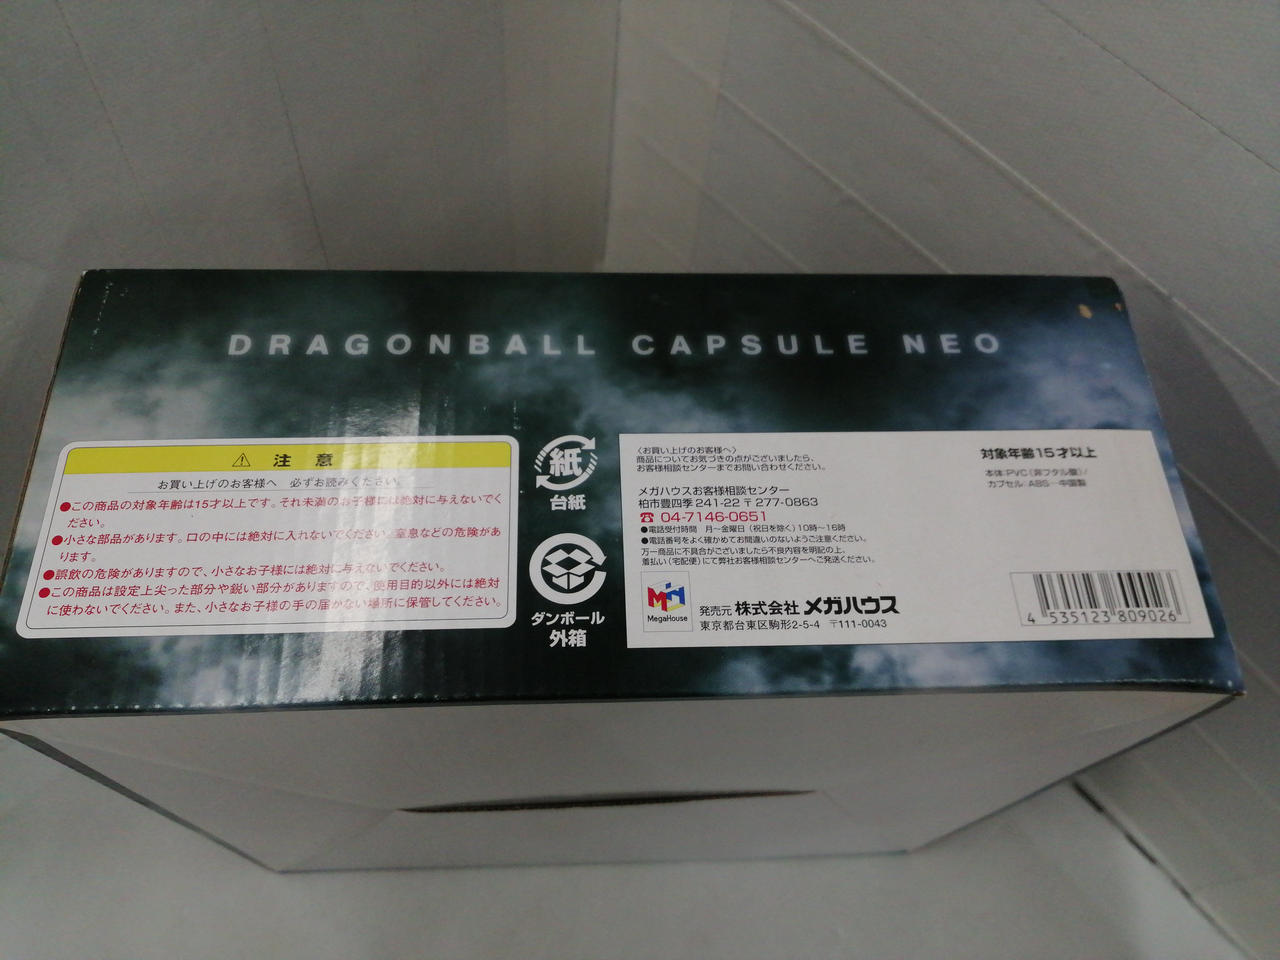 DRAGONBALL CAPSULE NEO
⚠ 注意
お買い上げのお客様へ 必ずお読みください。
●この商品の対象年齢は15才以上です。それ未満のお子様には絶対に与えないでく
ださい。
●小さな部品があります。口の中には絶対に入れないでください。窒息などの危険があ
ります。
●誤飲の危険がありますので、小さなお子様には絶対に与えないでください。
●この商品は設定上尖った部分や鋭い部分がありますので、使用目的以外には絶対
に使わないでください。また、小さなお子様の手の届かない場所に保管してください。
紙
台紙
ダンボール
外箱
〈お買い上げのお客様へ〉
商品についてお気づきの点がございましたら、
お客様相談センターまでお問い合わせください。
メガハウスお客様相談センター
柏市豊四季241-22 〒277-0863
☎ 04-7146-0651
●電話受付時間 月〜金曜日(祝日を除く)10時〜16時
●電話番号をよく確かめてお間違いのないようご注意ください。
万一商品に不具合がございましたら不良内容を明記の上、
着払い(宅配便)にて弊社お客様相談センターへご発送ください。
MegaHouse
発売元 株式会社 メガハウス
東京都台東区駒形2-5-4 〒111-0043
対象年齢15才以上
本体:PVC(非フタル酸)/
カプセル:ABS…中国製
4 535123 809026